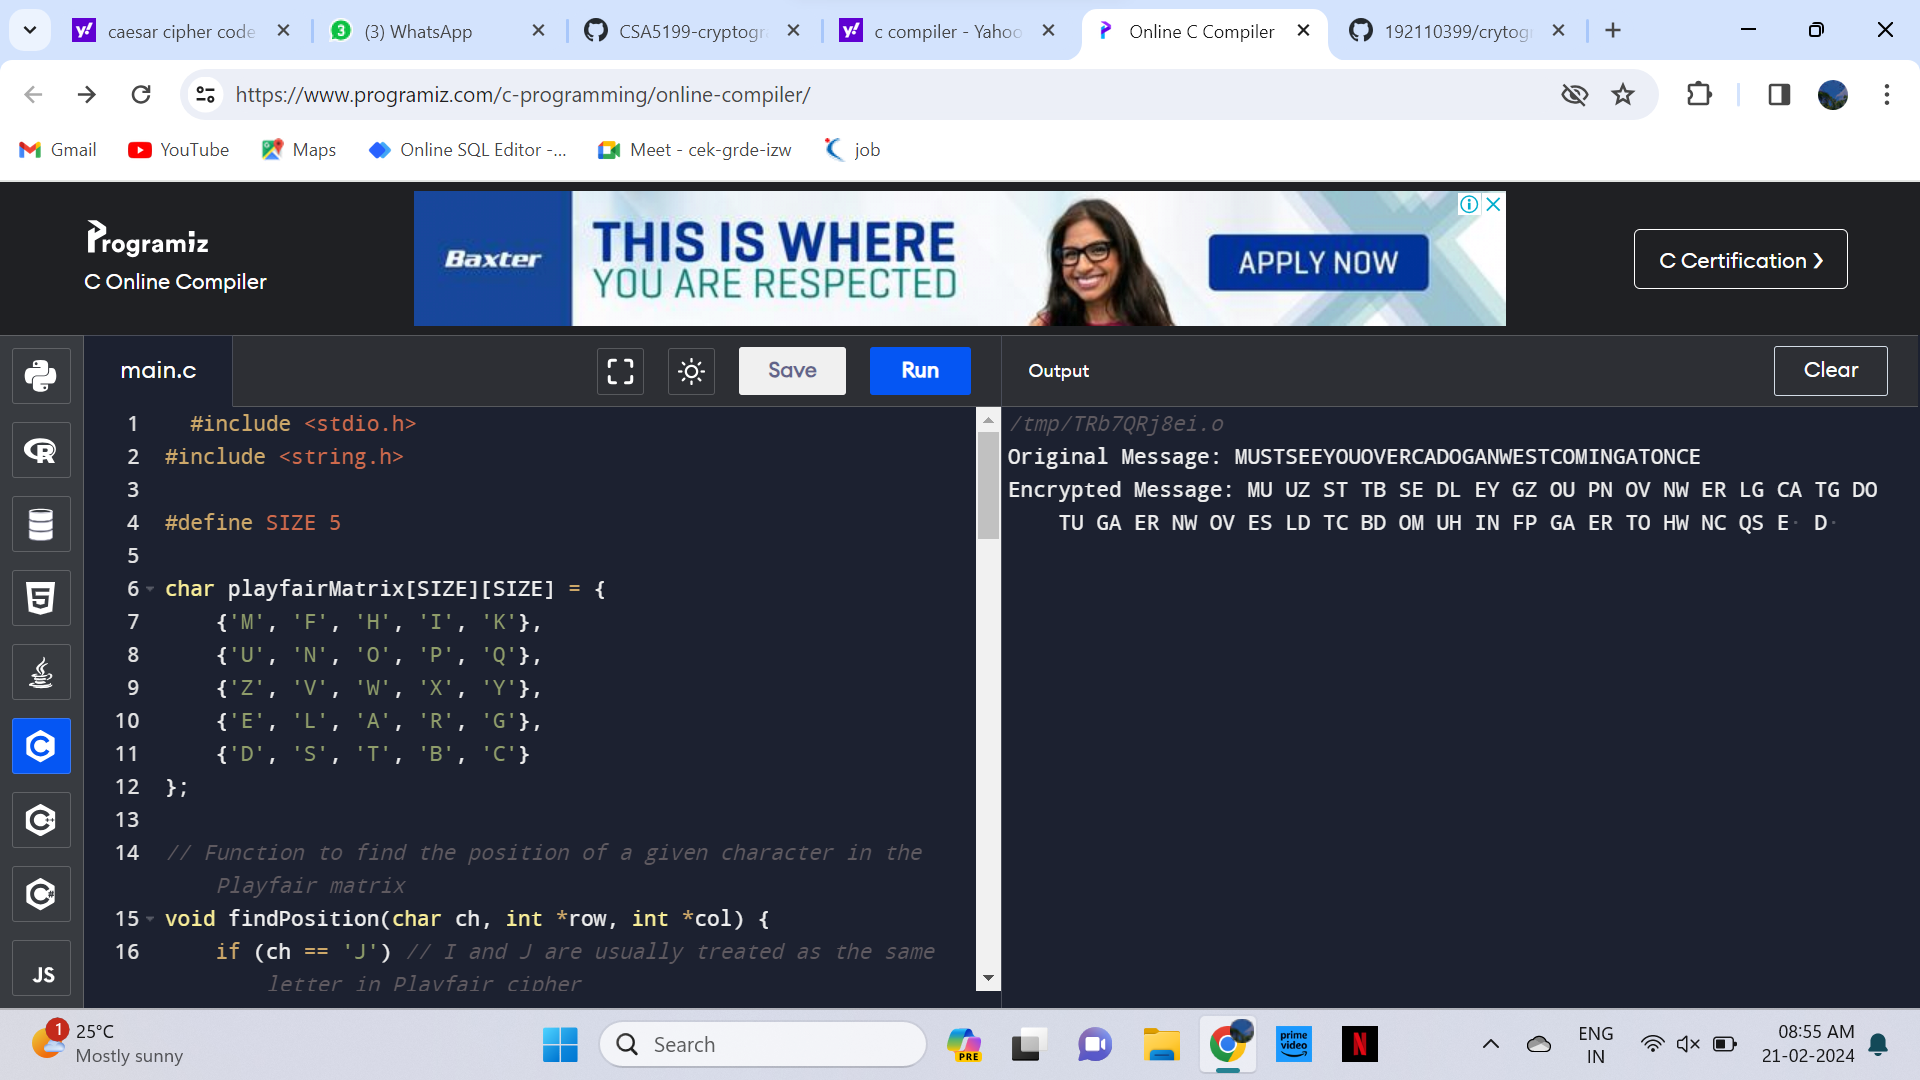 caesar cipher code
3 (3) WhatsApp
CSA5199-cryptogra
c compiler - Yahoo
Online C Compiler
192110399/crytog
https://www.programiz.com/c-programming/online-compiler/
Gmail
YouTube
Maps
Online SQL Editor -...
Meet - cek-grde-izw
job
Programiz
C Online Compiler
Baxter
THIS IS WHERE
YOU ARE RESPECTED
APPLY NOW
C Certification ❯
main.c
Save
Run
Output
Clear
1 #include <stdio.h>
2 #include <string.h>
3
4 #define SIZE 5
5
6 char playfairMatrix[SIZE][SIZE] = {
7 {'M', 'F', 'H', 'I', 'K'},
8 {'U', 'N', 'O', 'P', 'Q'},
9 {'Z', 'V', 'W', 'X', 'Y'},
10 {'E', 'L', 'A', 'R', 'G'},
11 {'D', 'S', 'T', 'B', 'C'}
12 };
13
14 // Function to find the position of a given character in the
Playfair matrix
15 void findPosition(char ch, int *row, int *col) {
16 if (ch == 'J') // I and J are usually treated as the same
letter in Playfair cipher
/tmp/TRb7QRj8ei.o
Original Message: MUSTSEEYOUOVERCADOGANWESTCOMINGATONCE
Encrypted Message: MU UZ ST TB SE DL EY GZ OU PN OV NW ER LG CA TG DO
TU GA ER NW OV ES LD TC BD OM UH IN FP GA ER TO HW NC QS E D
JS
1
25°C
Mostly sunny
Search
PRE
prime
video
N
ENG
IN
08:55 AM
21-02-2024